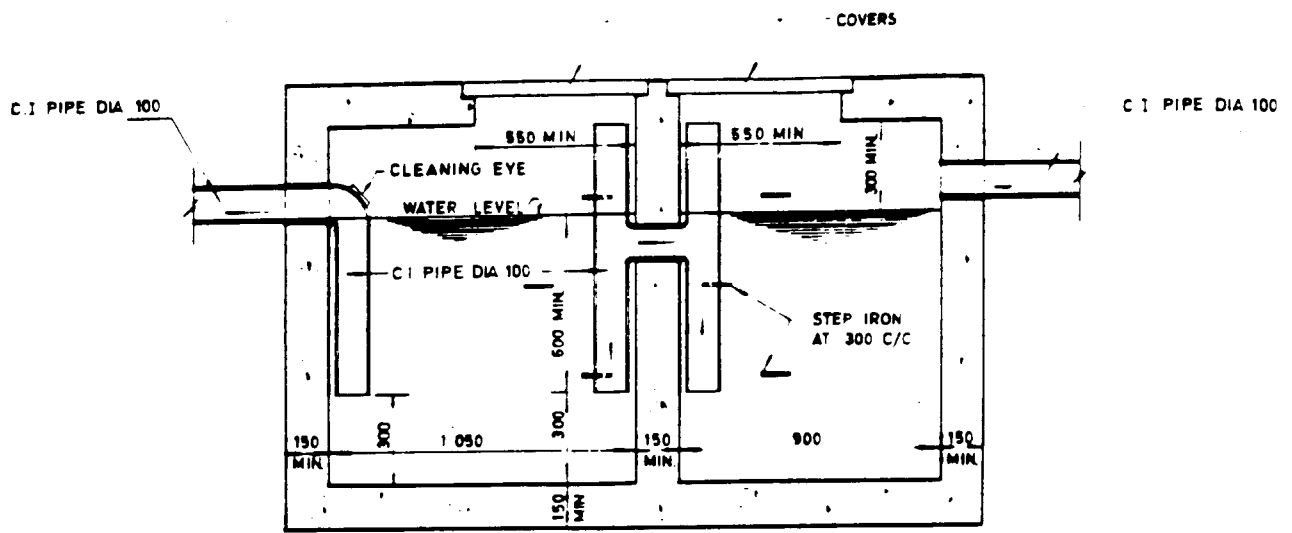 COVERS
C.I PIPE DIA 100
C I PIPE DIA 100
550 MIN
550 MIN
300 MIN.
CLEANING EYE
WATER LEVEL
C I PIPE DIA 100
600 MIN.
STEP IRON
AT 300 C/C
300
300
150
MIN.
1 050
150
MIN.
900
150
MIN.
150
MIN